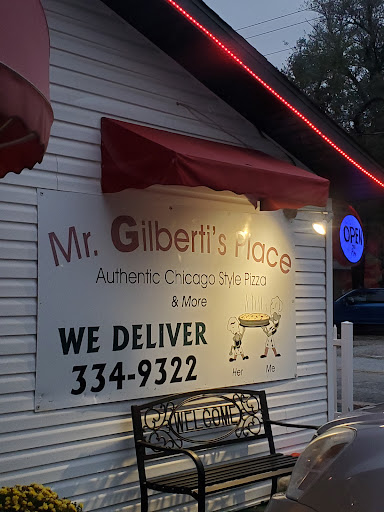 Mr. Gilberti's Place
Authentic Chicago Style Pizza
& More
WE DELIVER
334-9322
Her Me
OPEN
WELCOME